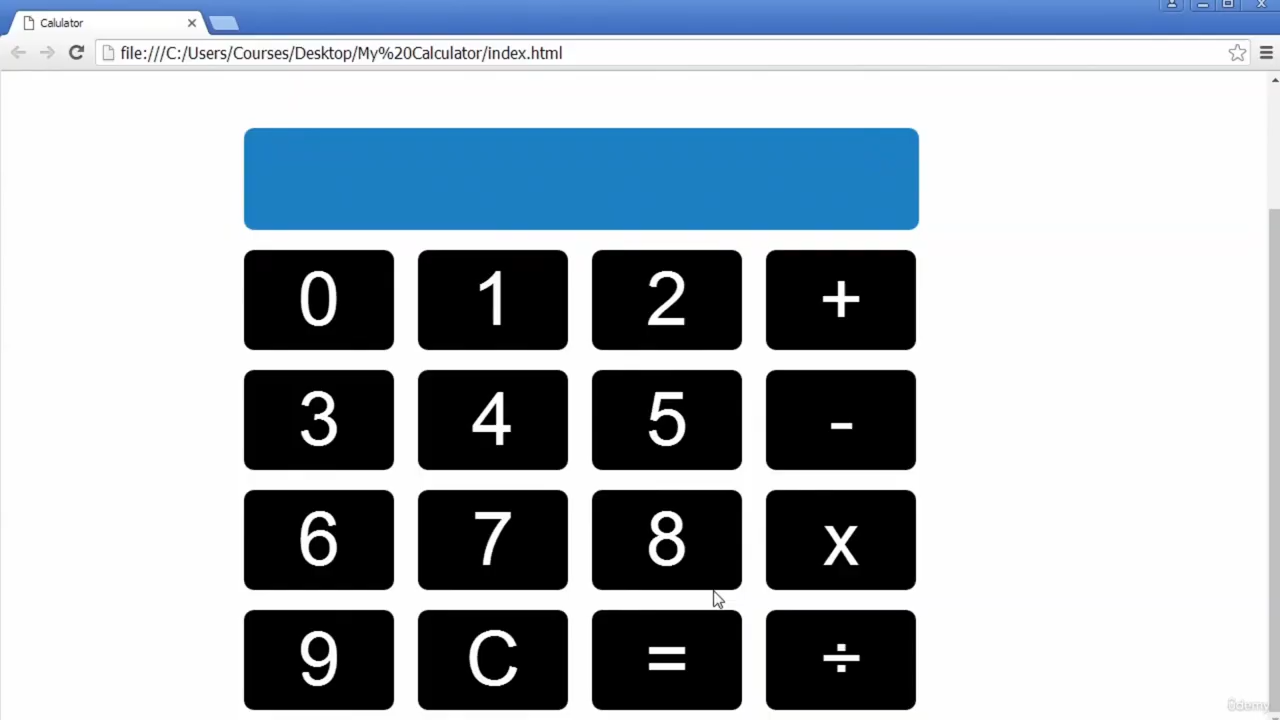 Calulator
file:///C:/Users/Courses/Desktop/My%20Calculator/index.html
0 1 2 +
3 4 5 -
6 7 8 x
9 C = ÷
ûdemy